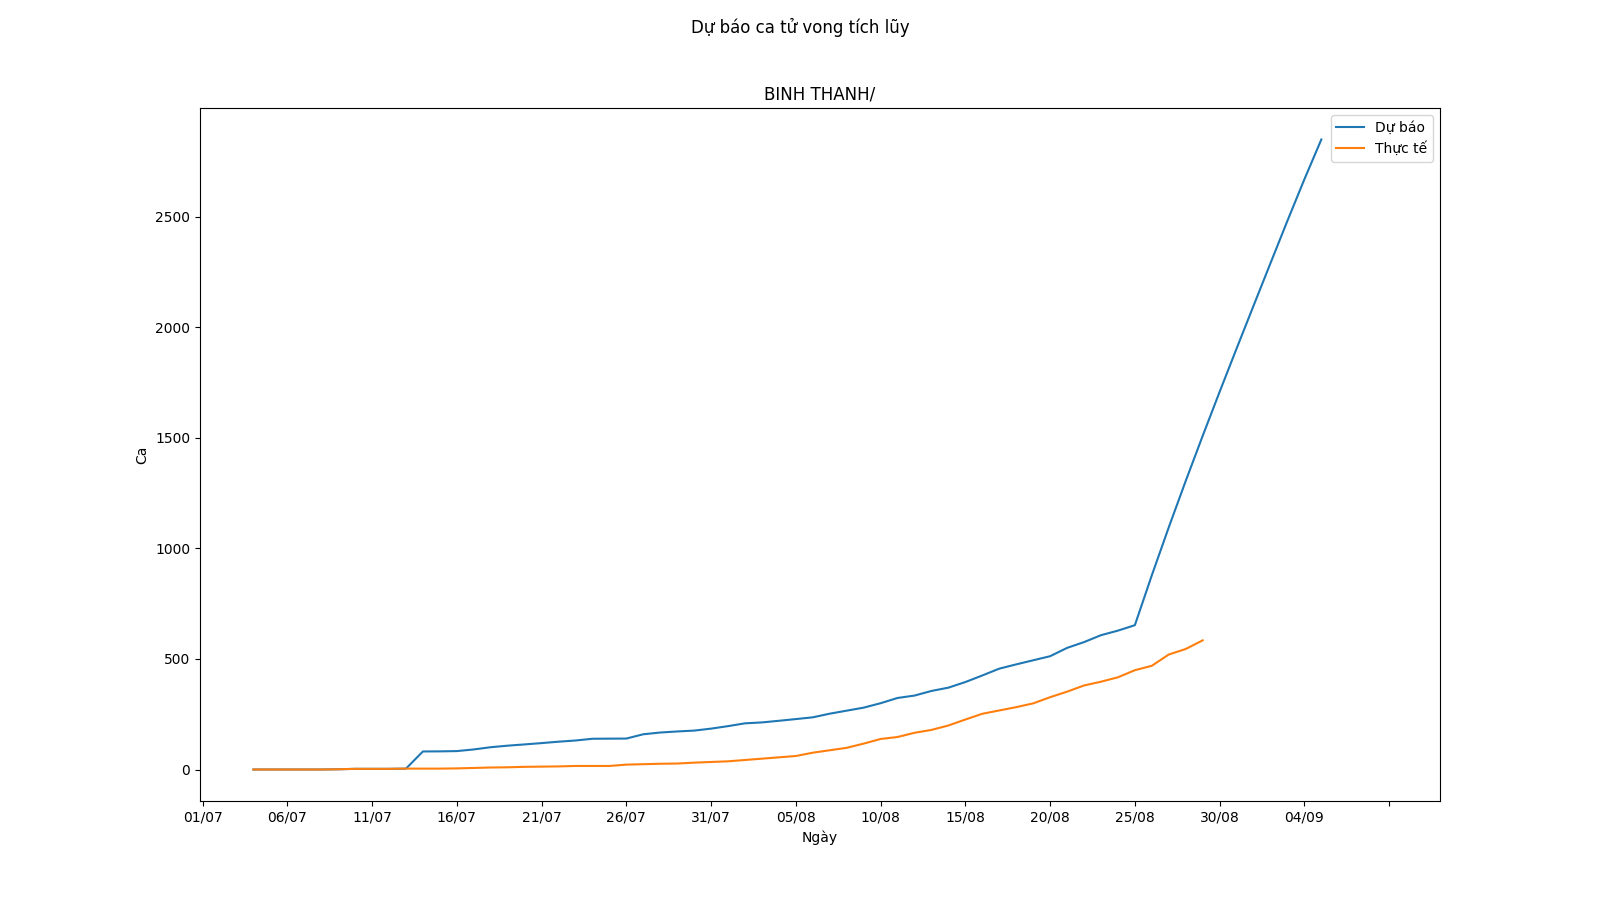 Dự báo ca tử vong tích lũy
BINH THANH/
Dự báo
Thực tế
2500
2000
1500
1000
500
0
Ca
01/07 06/07 11/07 16/07 21/07 26/07 31/07 05/08 10/08 15/08 20/08 25/08 30/08 04/09
Ngày